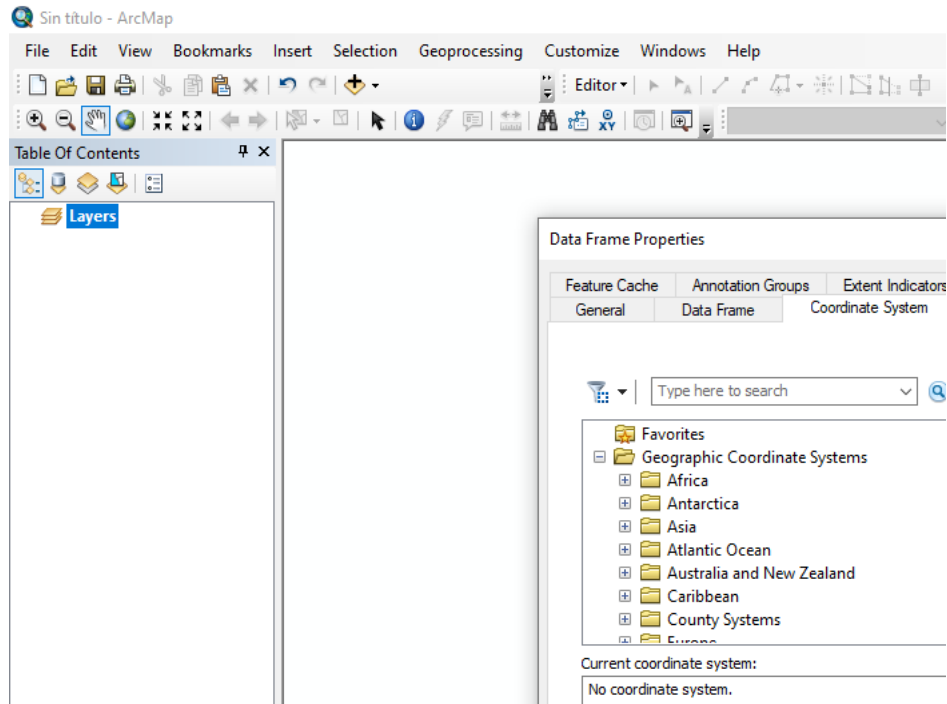 Sin título - ArcMap
File Edit View Bookmarks Insert Selection Geoprocessing Customize Windows Help
Editor
XY
Table Of Contents
Layers
Data Frame Properties
Feature Cache Annotation Groups Extent Indicators
General Data Frame Coordinate System
Type here to search
Favorites
Geographic Coordinate Systems
Africa
Antarctica
Asia
Atlantic Ocean
Australia and New Zealand
Caribbean
County Systems
Europe
Current coordinate system:
No coordinate system.